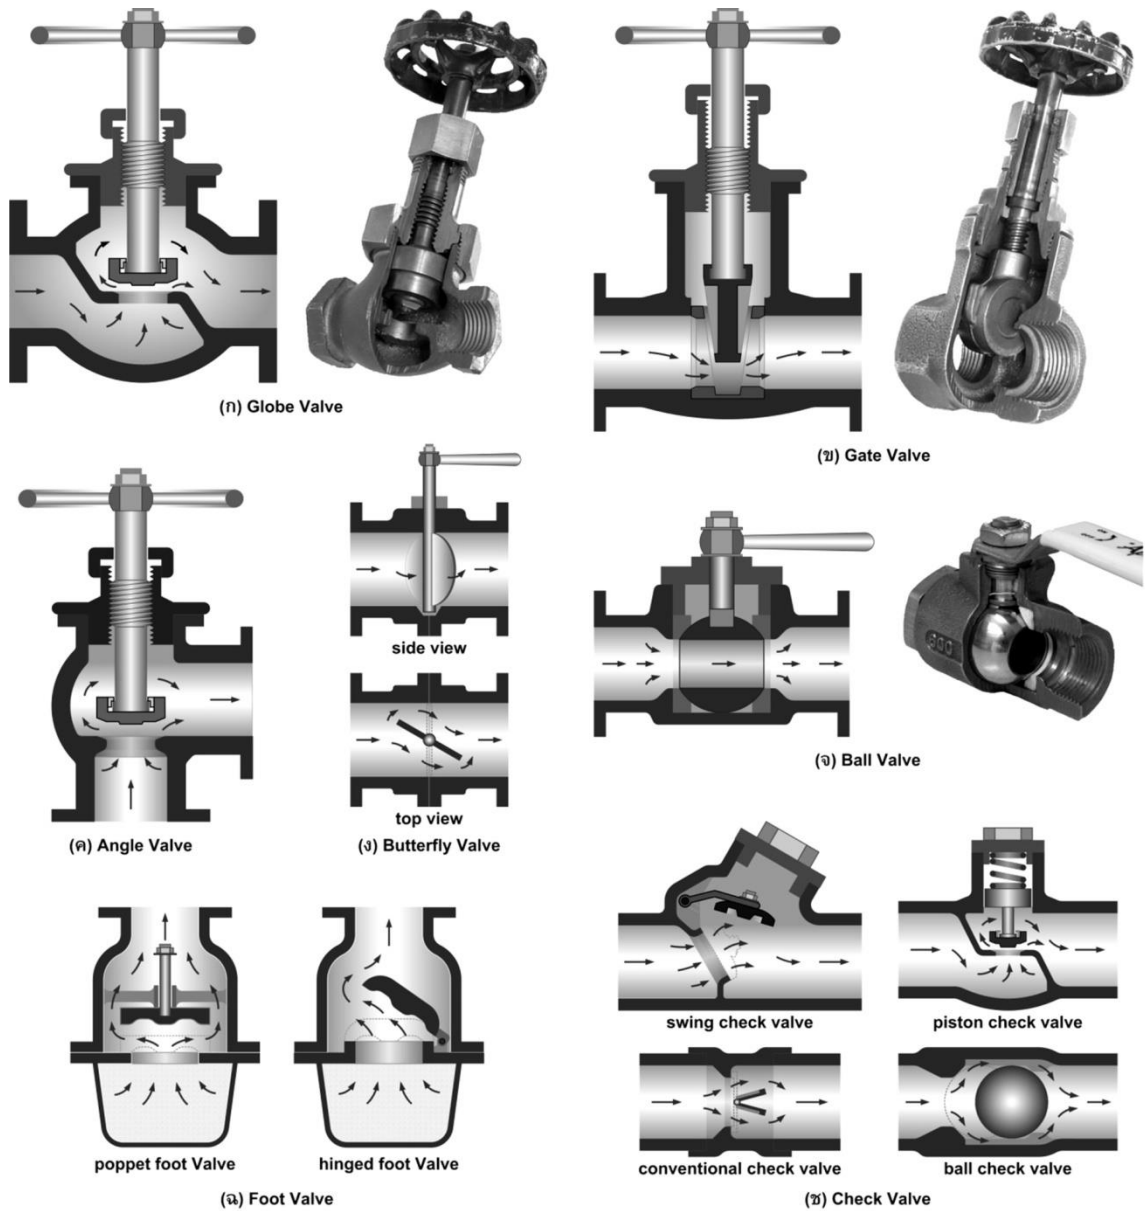 (ก) Globe Valve
(ข) Gate Valve
side view
top view
(ค) Angle Valve
(ง) Butterfly Valve
600
(จ) Ball Valve
poppet foot Valve
hinged foot Valve
(ฉ) Foot Valve
swing check valve
piston check valve
conventional check valve
ball check valve
(ช) Check Valve